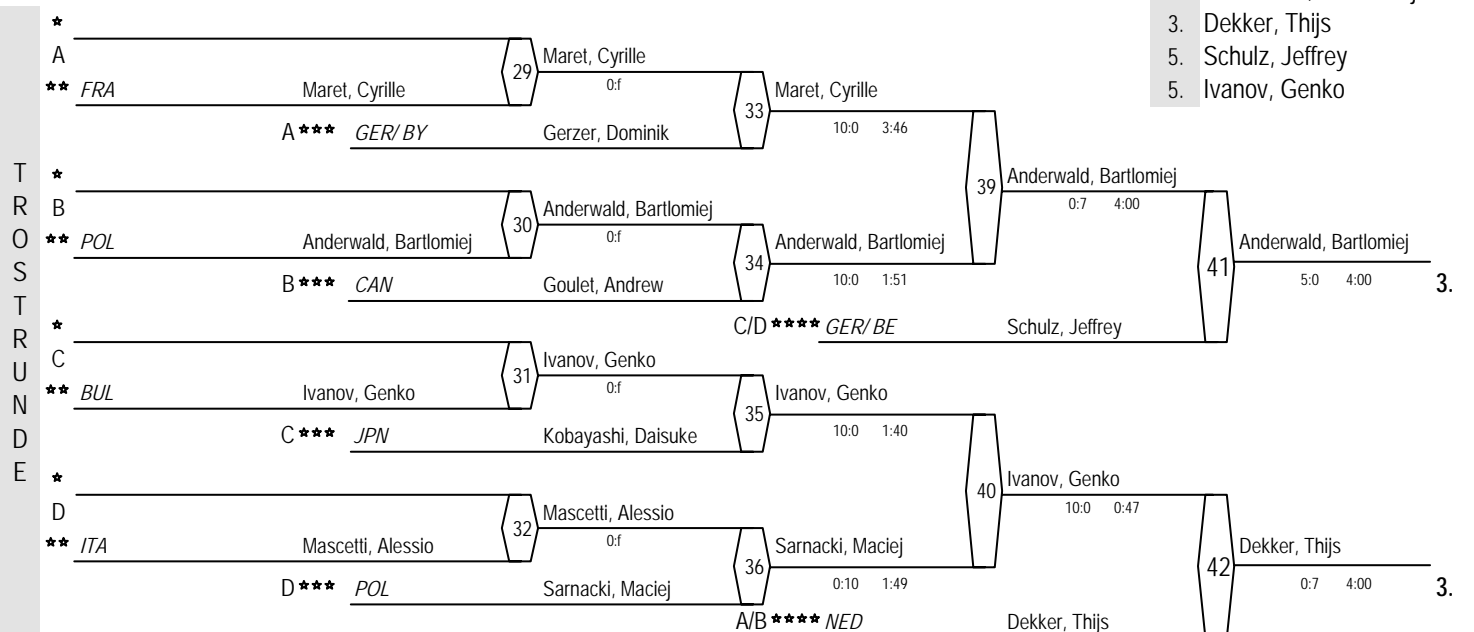 3. Dekker, Thijs
5. Schulz, Jeffrey
5. Ivanov, Genko
TROSTRUNDE
*
A
** FRA Maret, Cyrille
29
Maret, Cyrille
0:f
A *** GER/BY Gerzer, Dominik
33
Maret, Cyrille
10:0 3:46
*
B
** POL Anderwald, Bartlomiej
30
Anderwald, Bartlomiej
0:f
B *** CAN Goulet, Andrew
34
Anderwald, Bartlomiej
10:0 1:51
39
Anderwald, Bartlomiej
0:7 4:00
C/D **** GER/BE Schulz, Jeffrey
41
Anderwald, Bartlomiej
5:0 4:00 3.
*
C
** BUL Ivanov, Genko
31
Ivanov, Genko
0:f
C *** JPN Kobayashi, Daisuke
35
Ivanov, Genko
10:0 1:40
*
D
** ITA Mascetti, Alessio
32
Mascetti, Alessio
0:f
D *** POL Sarnacki, Maciej
36
Sarnacki, Maciej
0:10 1:49
40
Ivanov, Genko
10:0 0:47
A/B **** NED Dekker, Thijs
42
Dekker, Thijs
0:7 4:00 3.